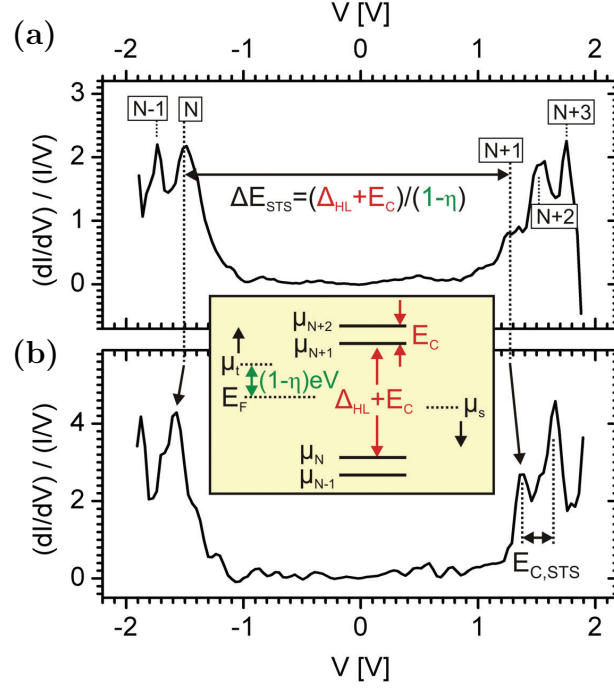 (a)
V [V]
-2 -1 0 1 2
N-1 N N+1 N+3
N+2
3
2
1
0
(dI/dV) / (I/V)
ΔE_STS=(Δ_HL+E_C)/(1-η)
(b)
μ_N+2
μ_N+1
E_C
μ_t
(1-η)eV
E_F
Δ_HL+E_C
μ_s
μ_N
μ_N-1
4
2
0
(dI/dV) / (I/V)
E_C,STS
-2 -1 0 1 2
V [V]